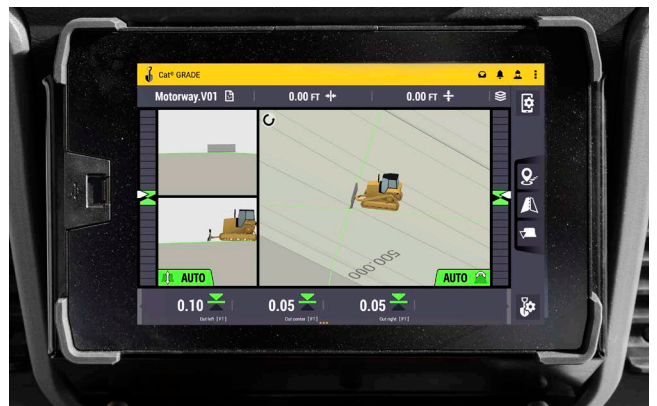 Cat® GRADE
Motorway.V01 0.00 FT 0.00 FT
500.000
AUTO AUTO
0.10 0.05 0.05
Cut left [FT] Cut center [FT] Cut right [FT]